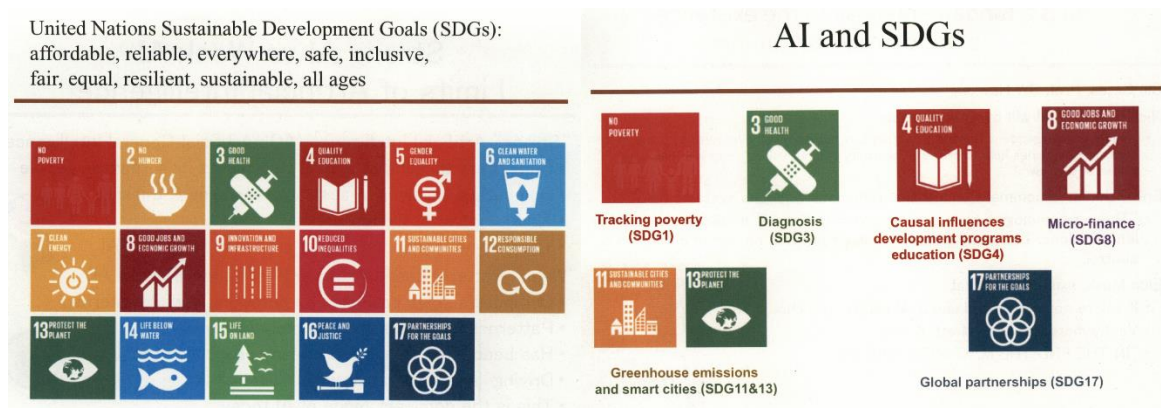 United Nations Sustainable Development Goals (SDGs):
affordable, reliable, everywhere, safe, inclusive,
fair, equal, resilient, sustainable, all ages
NO
POVERTY
2 NO
HUNGER
3 GOOD
HEALTH
4 QUALITY
EDUCATION
5 GENDER
EQUALITY
6 CLEAN WATER
AND SANITATION
7 CLEAN
ENERGY
8 GOOD JOBS AND
ECONOMIC GROWTH
9 INNOVATION AND
INFRASTRUCTURE
10 REDUCED
INEQUALITIES
11 SUSTAINABLE CITIES
AND COMMUNITIES
12 RESPONSIBLE
CONSUMPTION
13 PROTECT THE
PLANET
14 LIFE BELOW
WATER
15 LIFE
ON LAND
16 PEACE AND
JUSTICE
17 PARTNERSHIPS
FOR THE GOALS
AI and SDGs
NO
POVERTY
Tracking poverty
(SDG1)
3 GOOD
HEALTH
Diagnosis
(SDG3)
4 QUALITY
EDUCATION
Causal influences
development programs
education (SDG4)
8 GOOD JOBS AND
ECONOMIC GROWTH
Micro-finance
(SDG8)
11 SUSTAINABLE CITIES
AND COMMUNITIES
13 PROTECT THE
PLANET
Greenhouse emissions
and smart cities (SDG11&13)
17 PARTNERSHIPS
FOR THE GOALS
Global partnerships (SDG17)